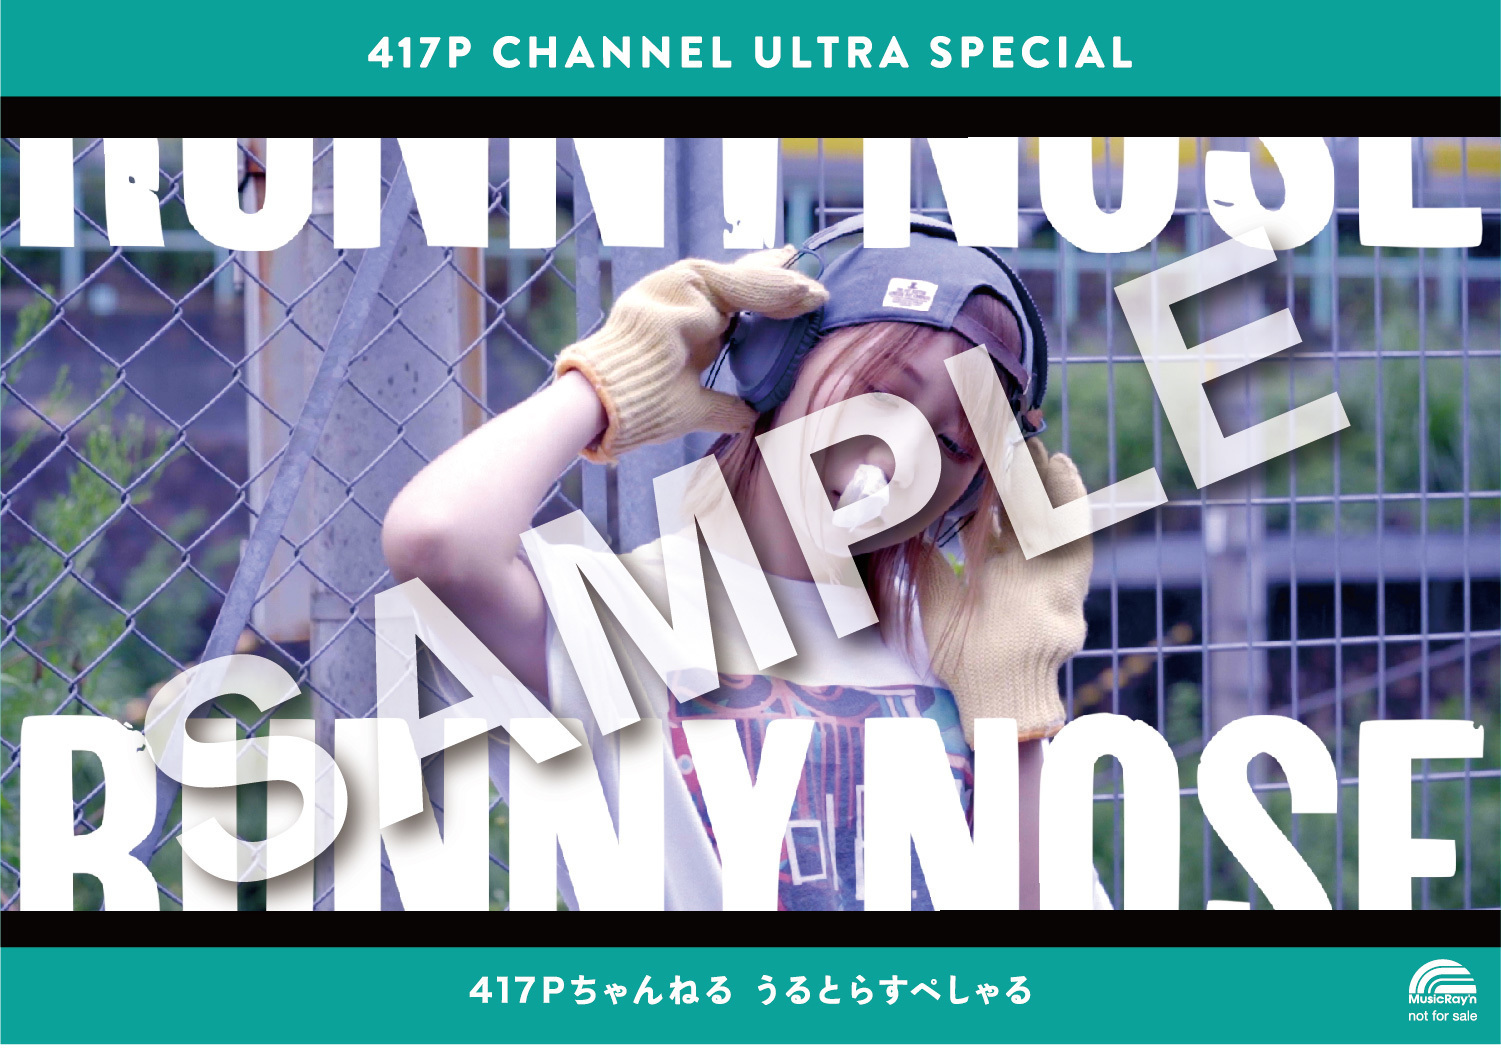 417P CHANNEL ULTRA SPECIAL
RUNNY NOSE
SAMPLE
RUNNY NOSE
417Pちゃんねる うるとらすぺしゃる
MusicRay'n
not for sale